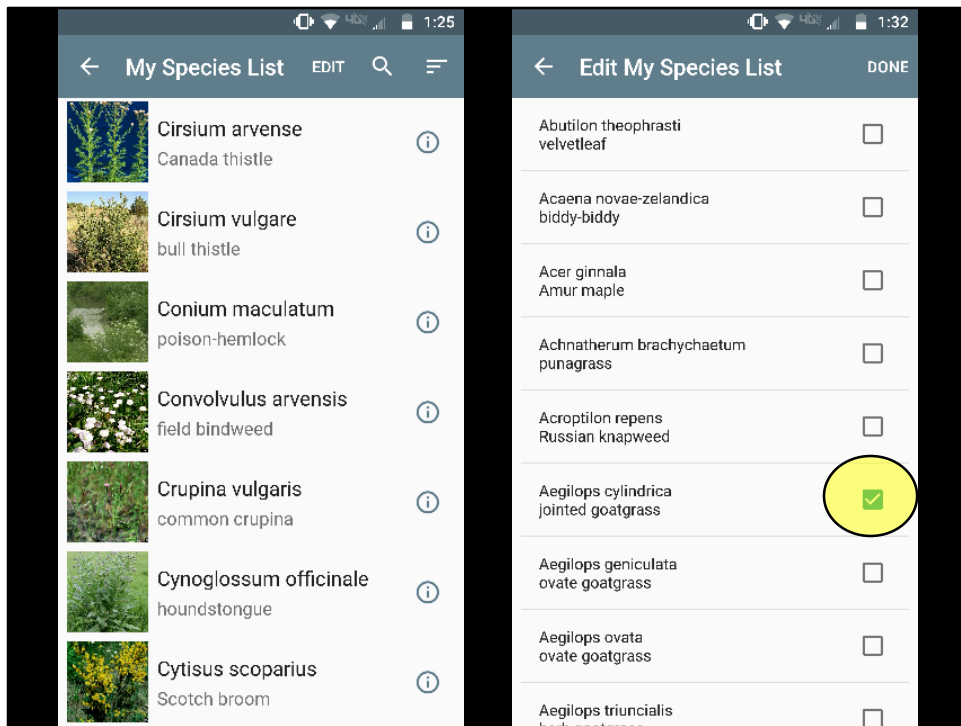 1:25
My Species List EDIT
Cirsium arvense
Canada thistle
Cirsium vulgare
bull thistle
Conium maculatum
poison-hemlock
Convolvulus arvensis
field bindweed
Crupina vulgaris
common crupina
Cynoglossum officinale
houndstongue
Cytisus scoparius
Scotch broom
1:32
Edit My Species List DONE
Abutilon theophrasti
velvetleaf
Acaena novae-zelandica
biddy-biddy
Acer ginnala
Amur maple
Achnatherum brachychaetum
punagrass
Acroptilon repens
Russian knapweed
Aegilops cylindrica
jointed goatgrass
Aegilops geniculata
ovate goatgrass
Aegilops ovata
ovate goatgrass
Aegilops triuncialis